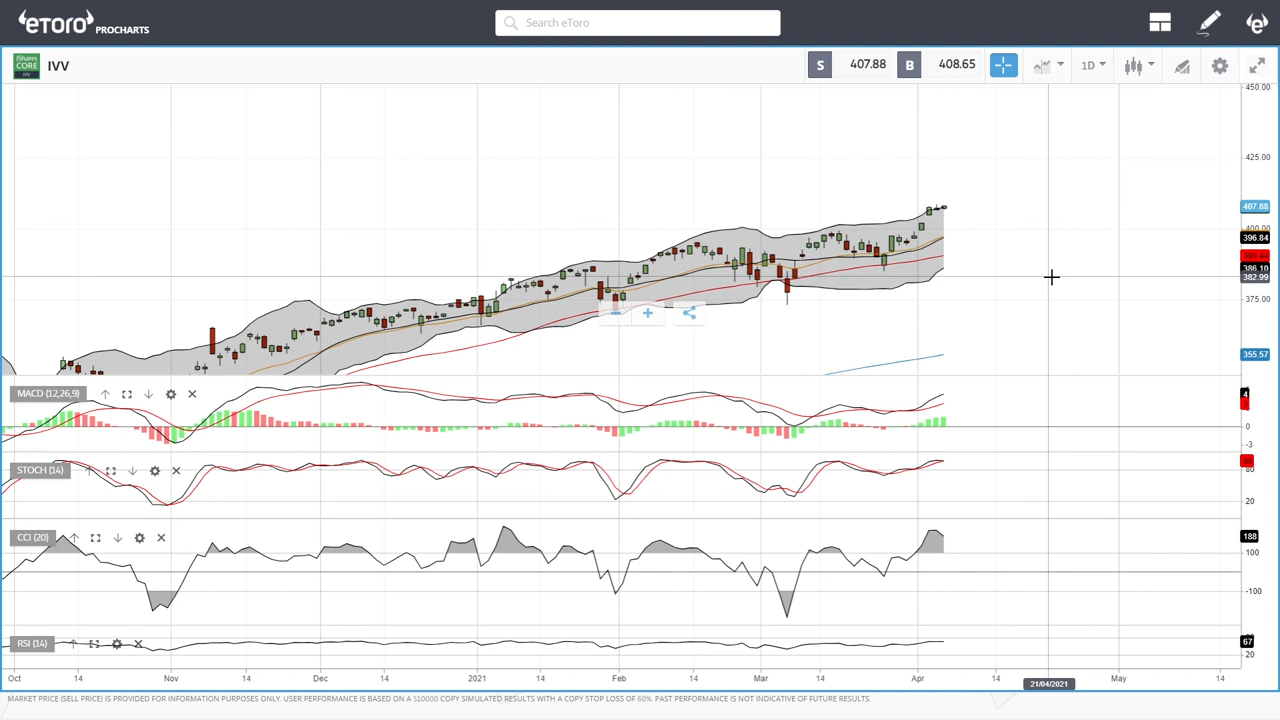 eTORO PROCHARTS
Search eToro
iShares CORE IVV
IVV
S 407.88 B 408.65
1D
450.00
425.00
407.88
400.00
396.84
386.10
382.99
375.00
355.57
MACD (12,26,9)
4
0
-3
STOCH (14)
80
20
CCI (20)
188
100
-100
RSI (14)
67
20
Oct 14 Nov 14 Dec 14 2021 14 Feb 14 Mar 14 Apr 14 21/04/2021 May 14
MARKET PRICE (SELL PRICE) IS PROVIDED FOR INFORMATION PURPOSES ONLY. USER PERFORMANCE IS BASED ON A $10000 COPY SIMULATED RESULTS WITH A COPY STOP LOSS OF 60%. PAST PERFORMANCE IS NOT INDICATIVE OF FUTURE RESULTS.